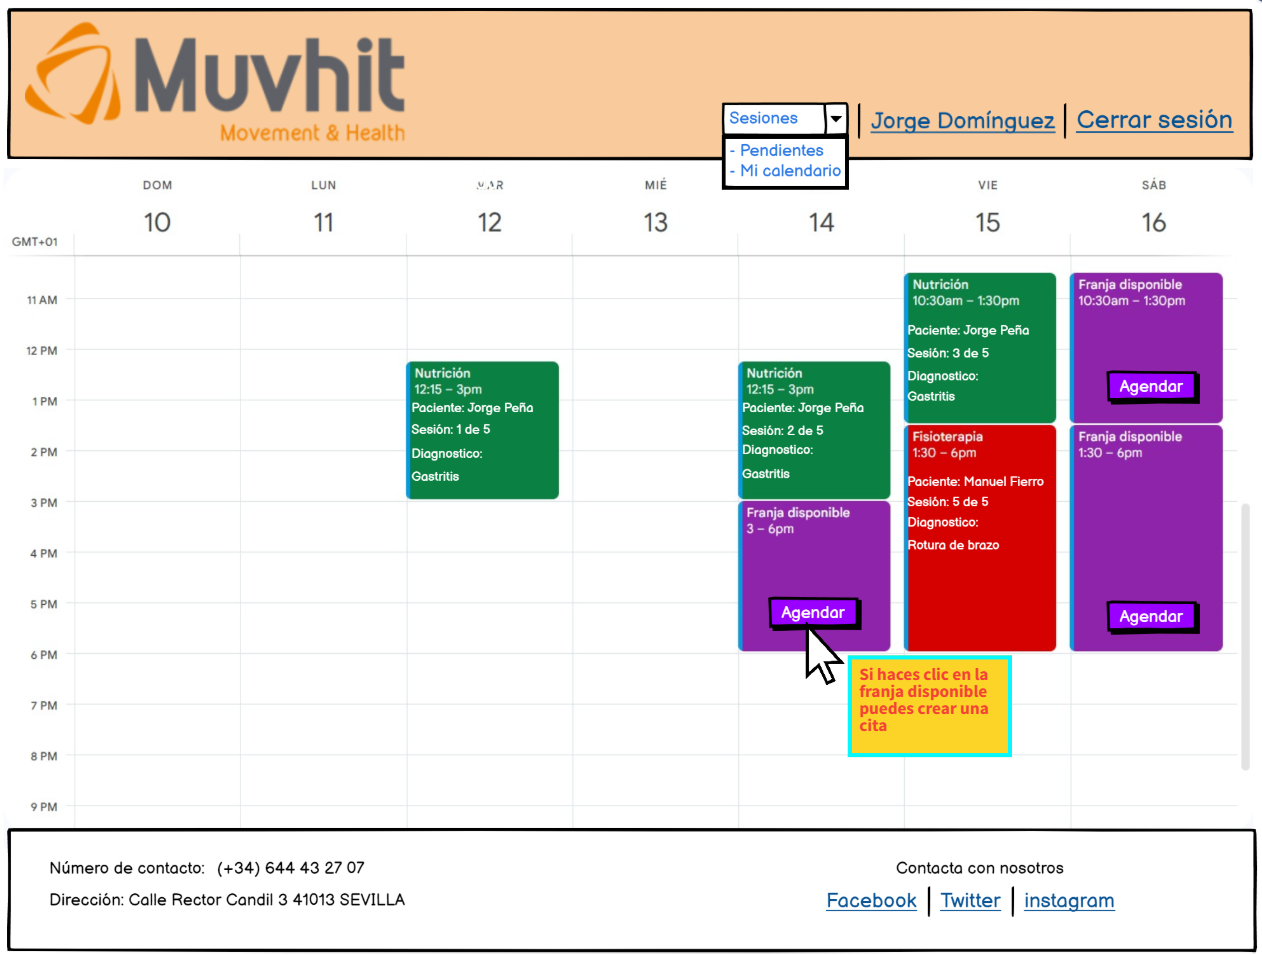 Muvhit
Movement & Health
Sesiones
- Pendientes
- Mi calendario
Jorge Domínguez
Cerrar sesión
DOM
LUN
MAR
MIÉ
VIE
SÁB
10
11
12
13
14
15
16
GMT+01
11 AM
12 PM
1 PM
2 PM
3 PM
4 PM
5 PM
6 PM
7 PM
8 PM
9 PM
Nutrición
12:15 – 3pm
Paciente: Jorge Peña
Sesión: 1 de 5
Diagnostico:
Gastritis
Nutrición
12:15 – 3pm
Paciente: Jorge Peña
Sesión: 2 de 5
Diagnostico:
Gastritis
Franja disponible
3 – 6pm
Agendar
Nutrición
10:30am – 1:30pm
Paciente: Jorge Peña
Sesión: 3 de 5
Diagnostico:
Gastritis
Fisioterapia
1:30 – 6pm
Paciente: Manuel Fierro
Sesión: 5 de 5
Diagnostico:
Rotura de brazo
Franja disponible
10:30am – 1:30pm
Agendar
Franja disponible
1:30 – 6pm
Agendar
Si haces clic en la
franja disponible
puedes crear una
cita
Número de contacto: (+34) 644 43 27 07
Dirección: Calle Rector Candil 3 41013 SEVILLA
Contacta con nosotros
Facebook
Twitter
instagram